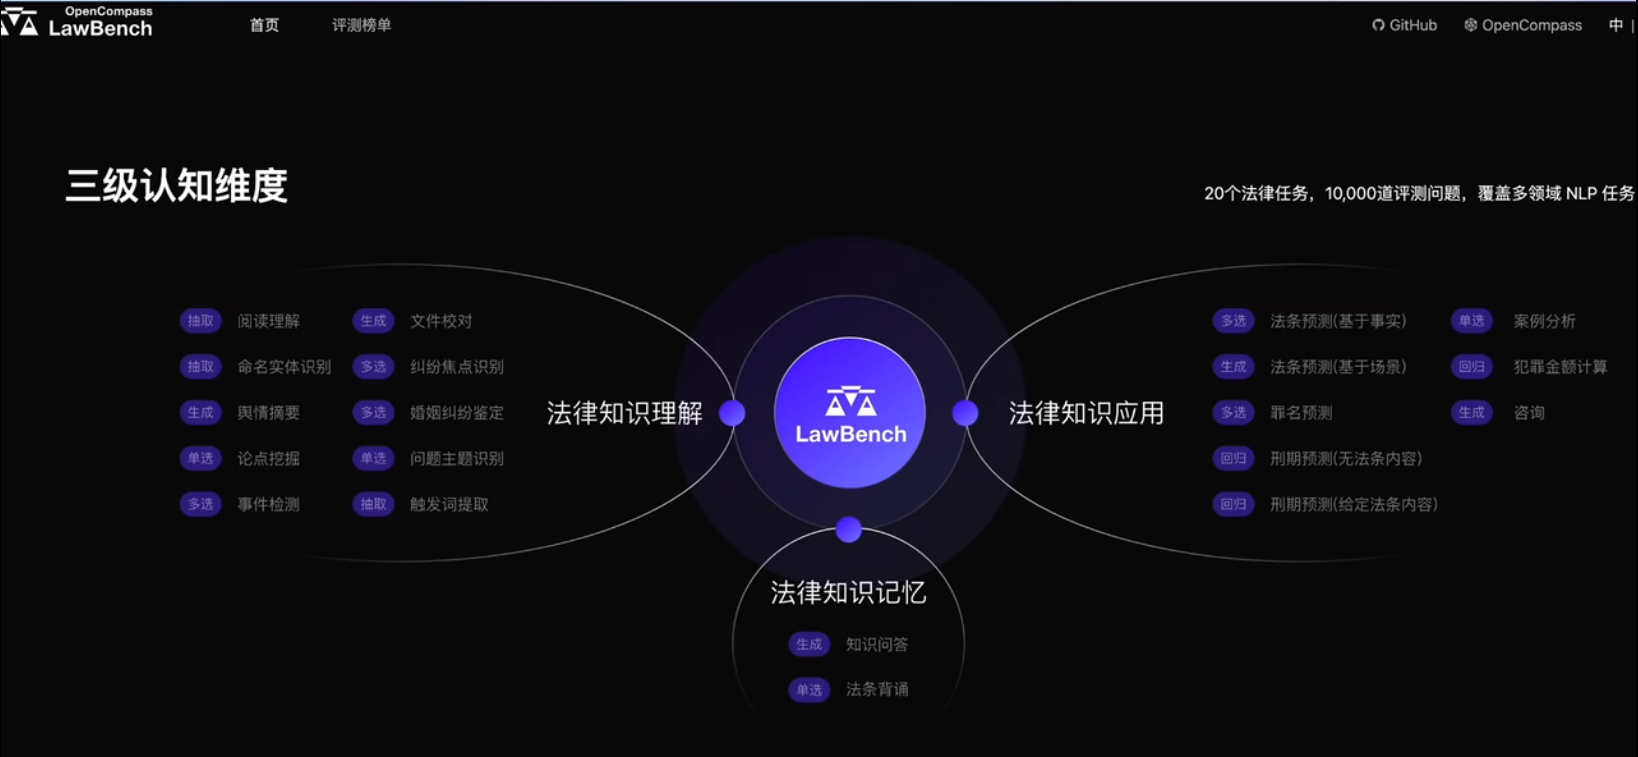 OpenCompass
LawBench
首页
评测榜单
GitHub
OpenCompass
中 |
三级认知维度
20个法律任务，10,000道评测问题，覆盖多领域 NLP 任务
抽取 阅读理解
生成 文件校对
抽取 命名实体识别
多选 纠纷焦点识别
生成 舆情摘要
多选 婚姻纠纷鉴定
单选 论点挖掘
单选 问题主题识别
多选 事件检测
抽取 触发词提取
法律知识理解
LawBench
法律知识应用
多选 法条预测(基于事实)
单选 案例分析
生成 法条预测(基于场景)
回归 犯罪金额计算
多选 罪名预测
生成 咨询
回归 刑期预测(无法条内容)
回归 刑期预测(给定法条内容)
法律知识记忆
生成 知识问答
单选 法条背诵